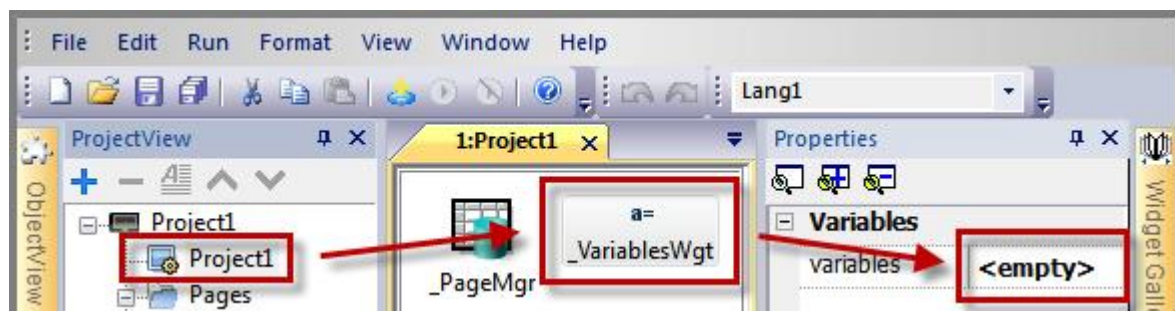 File Edit Run Format View Window Help
Lang1
ObjectView
ProjectView
Project1
Project1
Pages
1:Project1
_PageMgr
a=
_VariablesWgt
Properties
Variables
variables
<empty>
Widget Galle